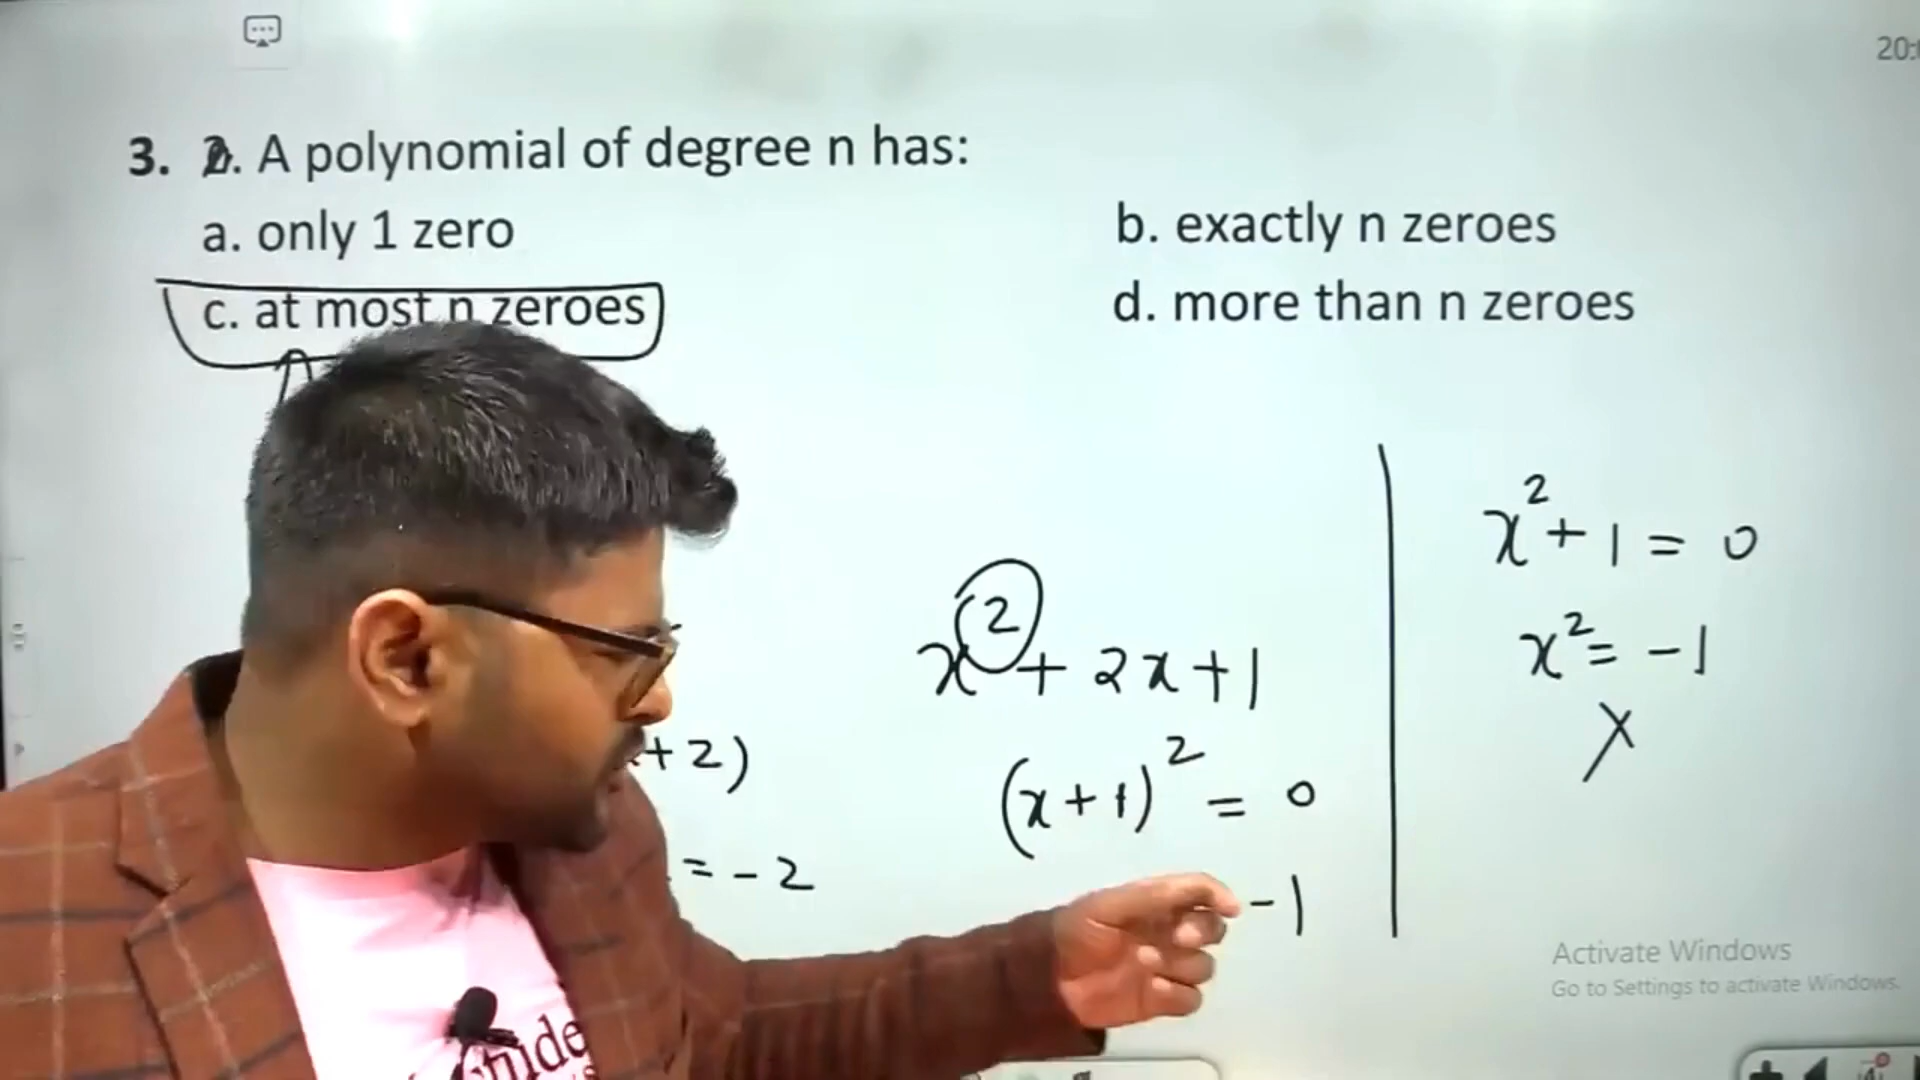 20:
3. A polynomial of degree n has:
a. only 1 zero
b. exactly n zeroes
c. at most n zeroes
d. more than n zeroes
+2)
= -2
x² + 2x + 1
(x+1)² = 0
-1
x² + 1 = 0
x² = -1
Activate Windows
Go to Settings to activate Windows.